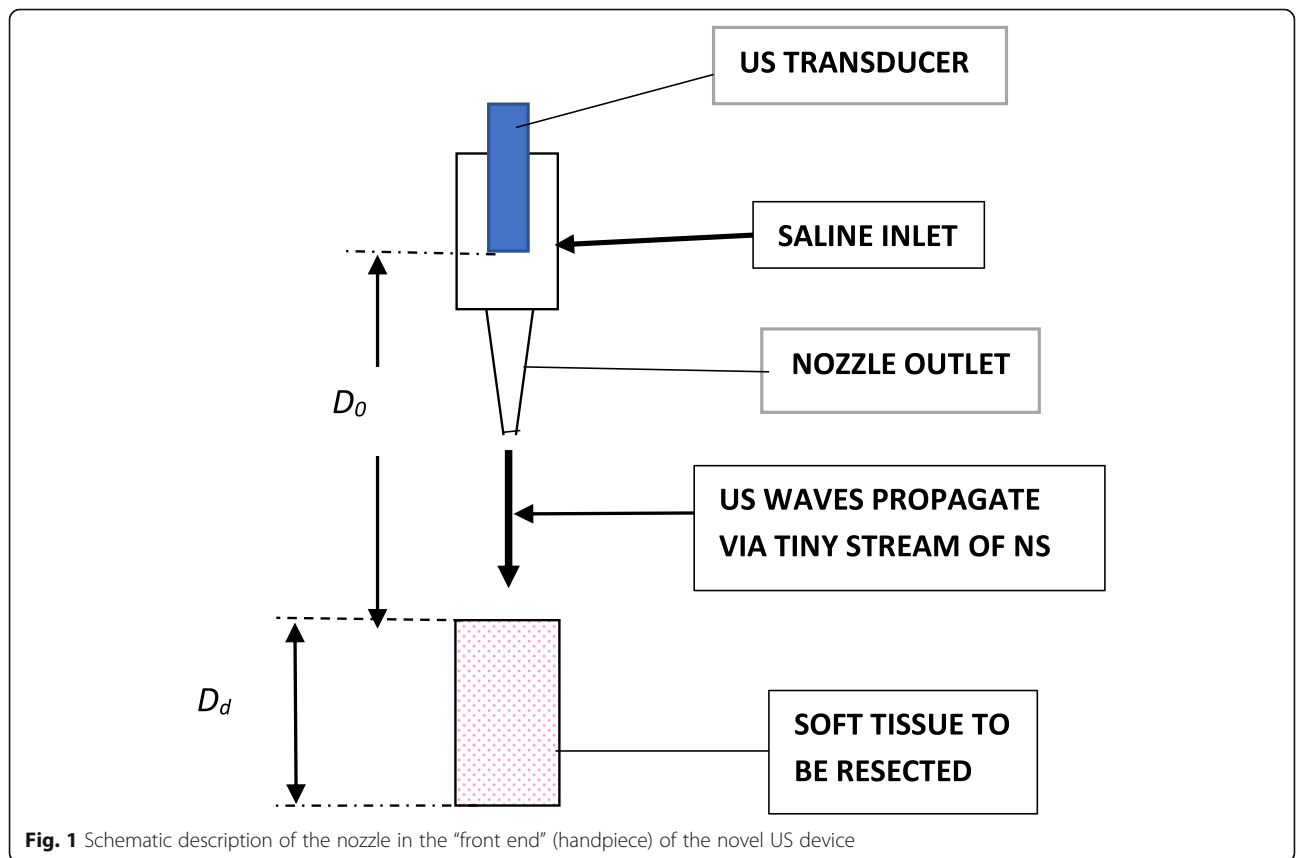 US TRANSDUCER
SALINE INLET
NOZZLE OUTLET
D0
US WAVES PROPAGATE
VIA TINY STREAM OF NS
Dd
SOFT TISSUE TO
BE RESECTED
Fig. 1 Schematic description of the nozzle in the “front end” (handpiece) of the novel US device